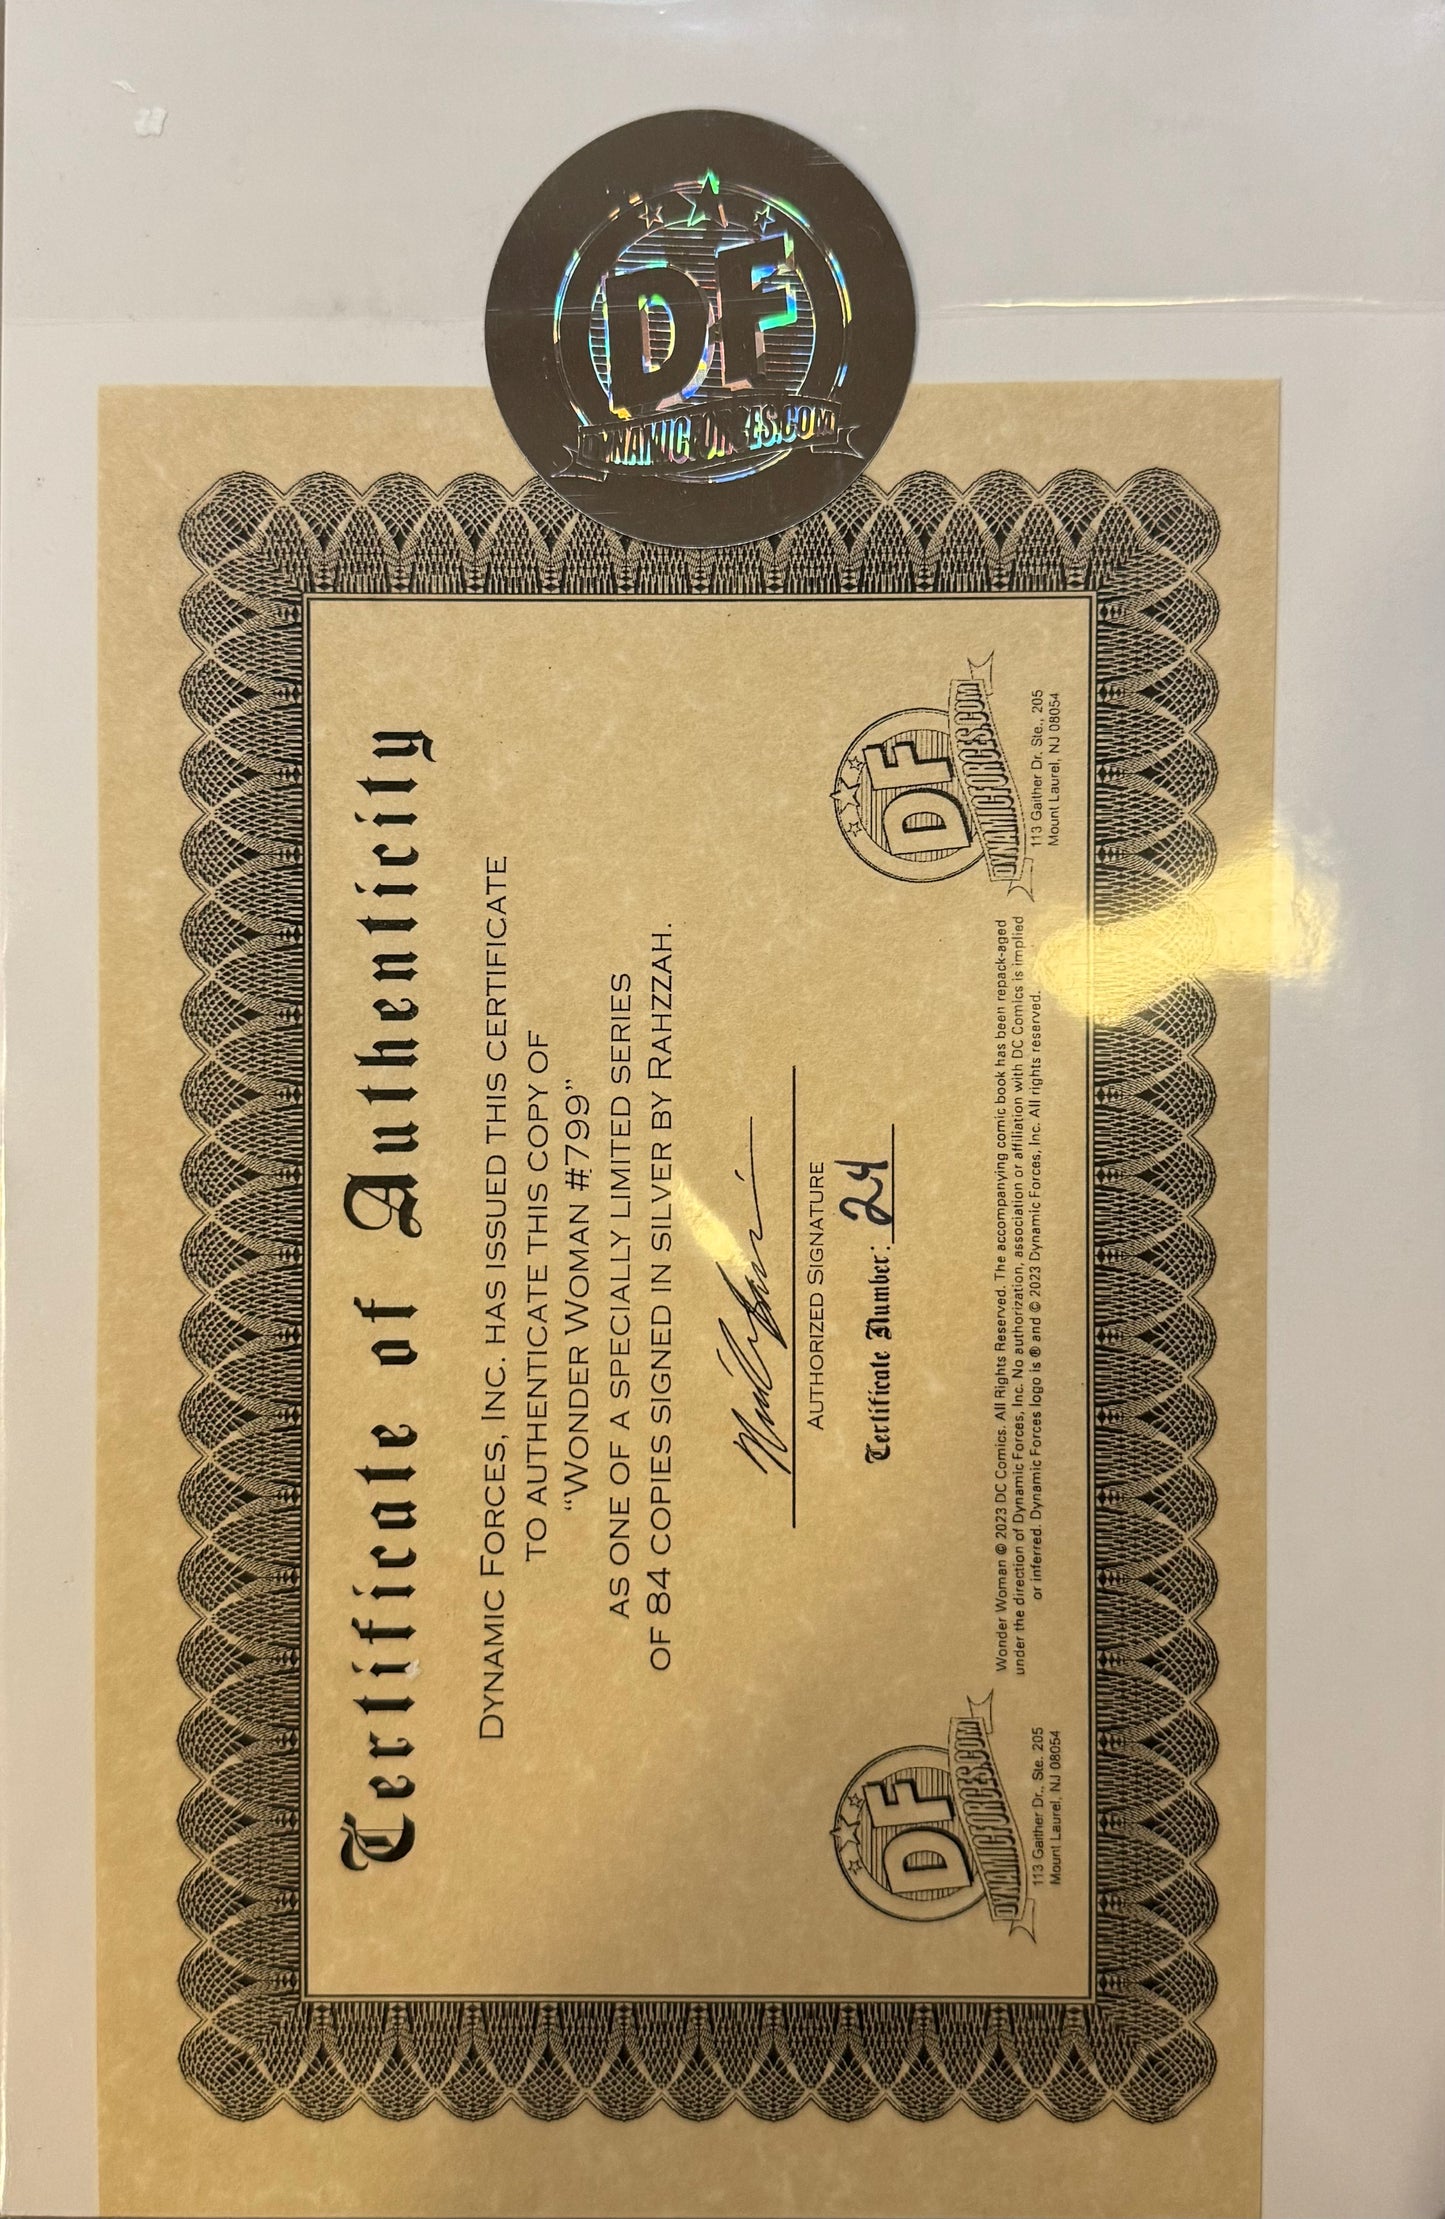 DF
DYNAMICFORCES.COM
Certificate of Authenticity
DYNAMIC FORCES, INC. HAS ISSUED THIS CERTIFICATE
TO AUTHENTICATE THIS COPY OF
“WONDER WOMAN #799”
AS ONE OF A SPECIALLY LIMITED SERIES
OF 84 COPIES SIGNED IN SILVER BY RAHZZAH.
AUTHORIZED SIGNATURE
Certificate Number: 24
DF
DYNAMICFORCES.COM
113 Gaither Dr., Ste. 205
Mount Laurel, NJ 08054
Wonder Woman © 2023 DC Comics. All Rights Reserved. The accompanying comic book has been repack-aged
under the direction of Dynamic Forces, Inc. No authorization, association or affiliation with DC Comics is implied
or inferred. Dynamic Forces logo is ® and © 2023 Dynamic Forces, Inc. All rights reserved.
DF
DYNAMICFORCES.COM
113 Gaither Dr. Ste., 205
Mount Laurel, NJ 08054